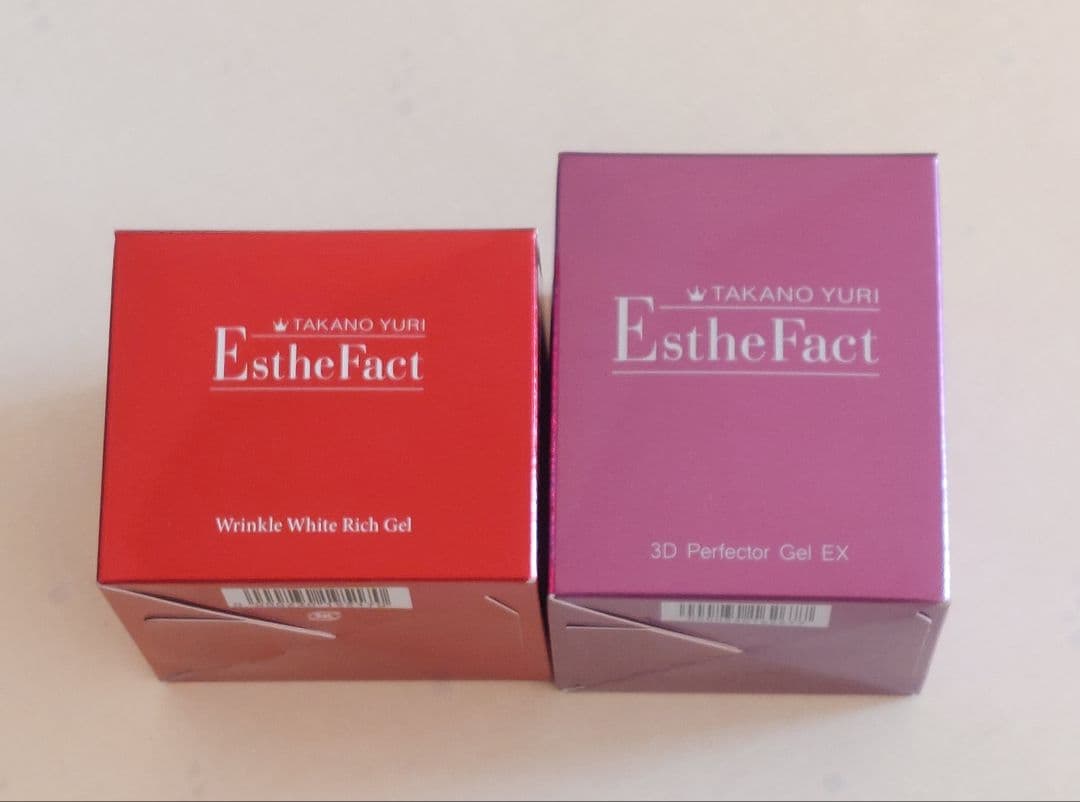 TAKANO YURI
EstheFact
Wrinkle White Rich Gel
TAKANO YURI
EstheFact
3D Perfector Gel EX